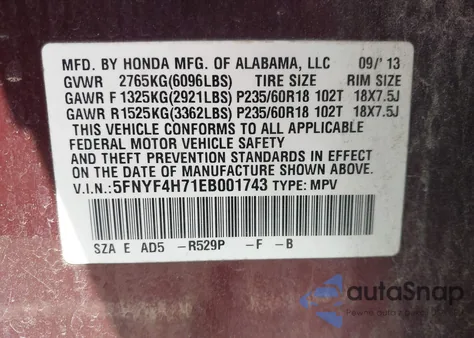 MFD. BY HONDA MFG. OF ALABAMA, LLC 09/'13
GVWR 2765KG(6096LBS) TIRE SIZE RIM SIZE
GAWR F 1325KG(2921LBS) P235/60R18 102T 18X7.5J
GAWR R 1525KG(3362LBS) P235/60R18 102T 18X7.5J
THIS VEHICLE CONFORMS TO ALL APPLICABLE
FEDERAL MOTOR VEHICLE SAFETY
AND THEFT PREVENTION STANDARDS IN EFFECT ON
THE DATE OF MANUFACTURE SHOWN ABOVE.
V.I.N.:5FNYF4H71EB001743 TYPE: MPV
SZA E AD5 -R529P -F -B
autoSnap
Pewne auto z